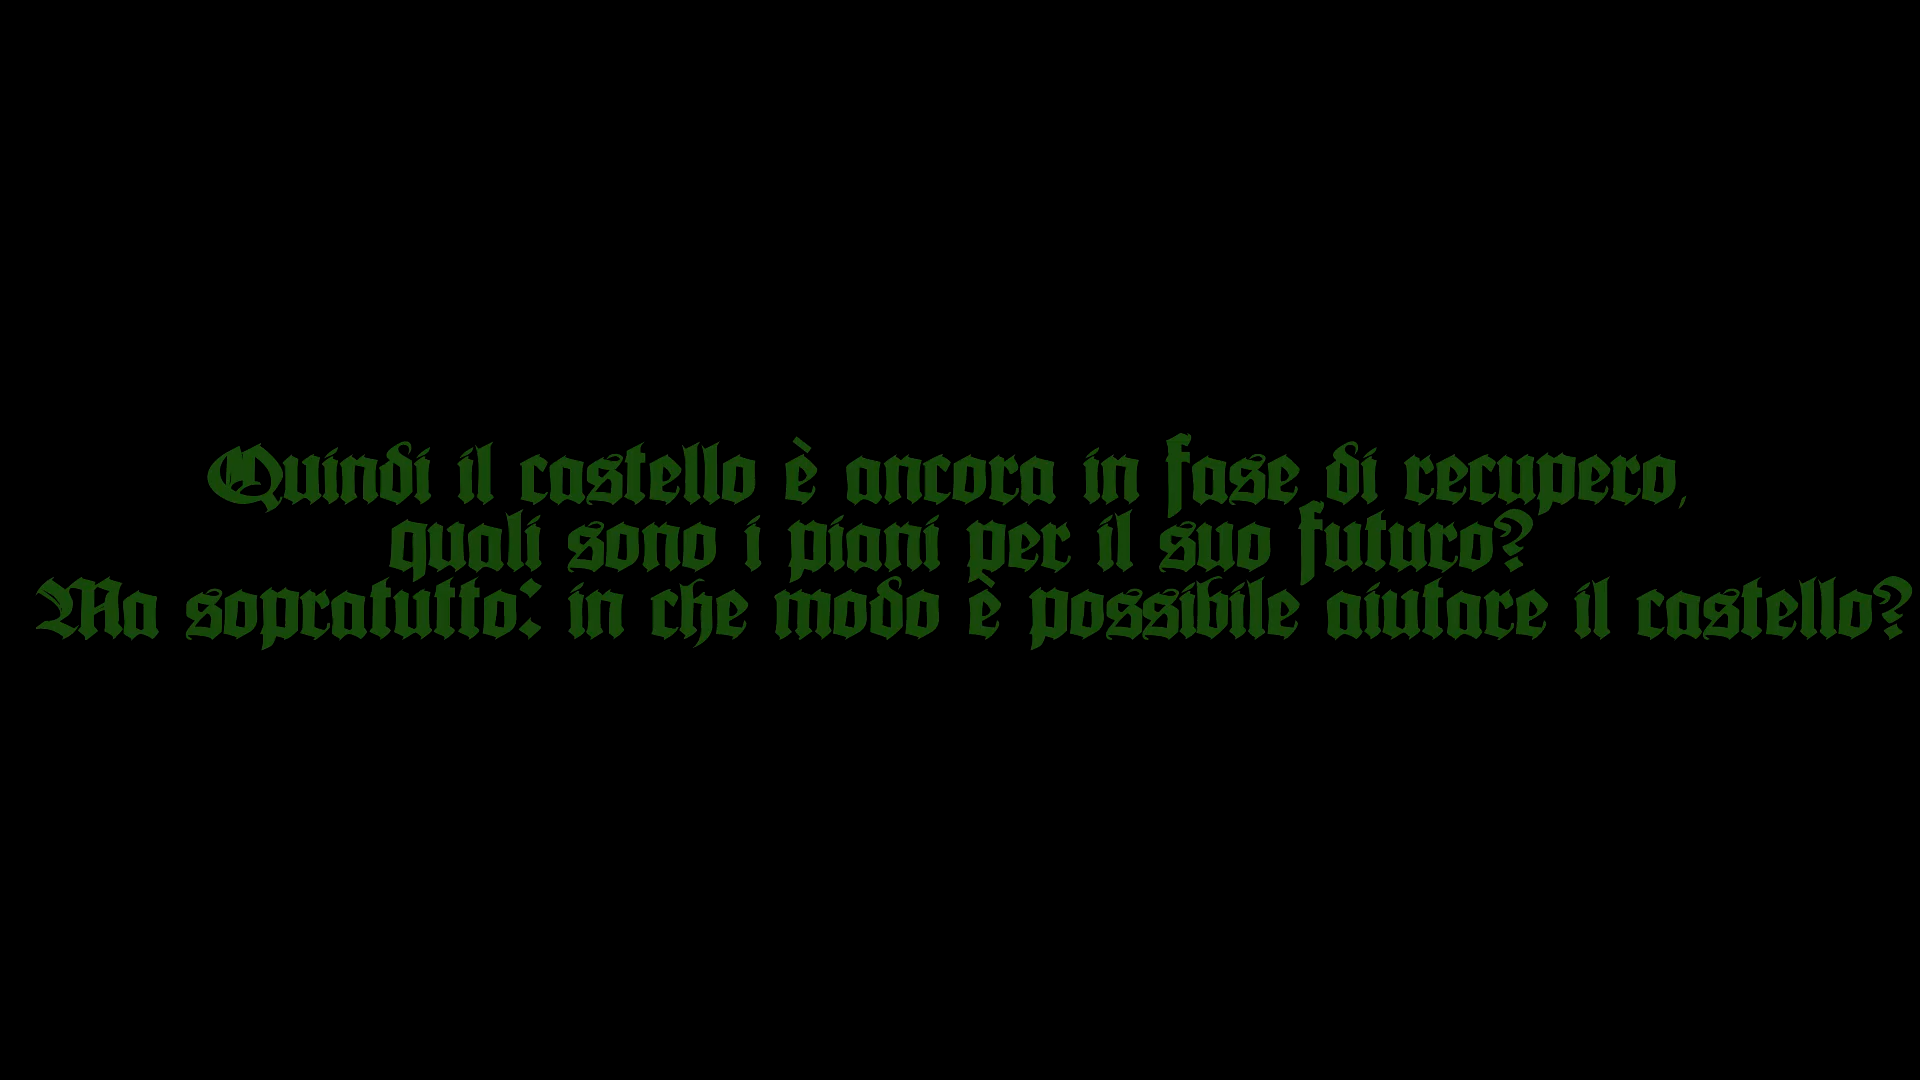 Quindi il castello è ancora in fase di recupero,
quali sono i piani per il suo futuro?
Ma sopratutto: in che modo è possibile aiutare il castello?